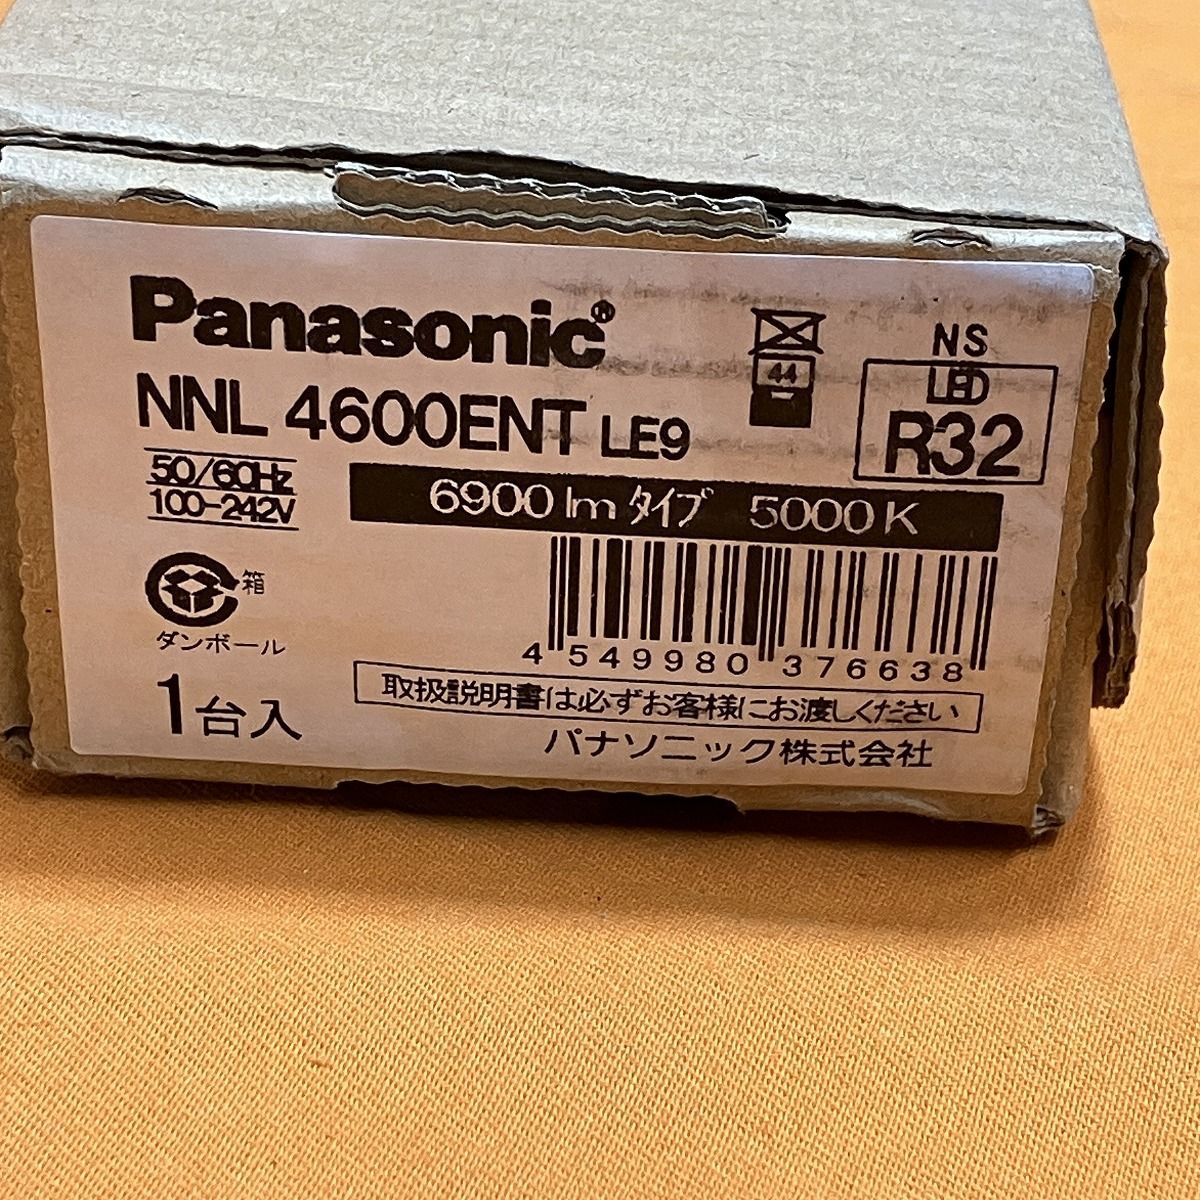 Panasonic®
NNL 4600ENT LE9
44
NS
LED
R32
50/60Hz
100-242V
6900 lm タイプ 5000K
箱
ダンボール
4 549980 376638
1台入
取扱説明書は必ずお客様にお渡しください
パナソニック株式会社